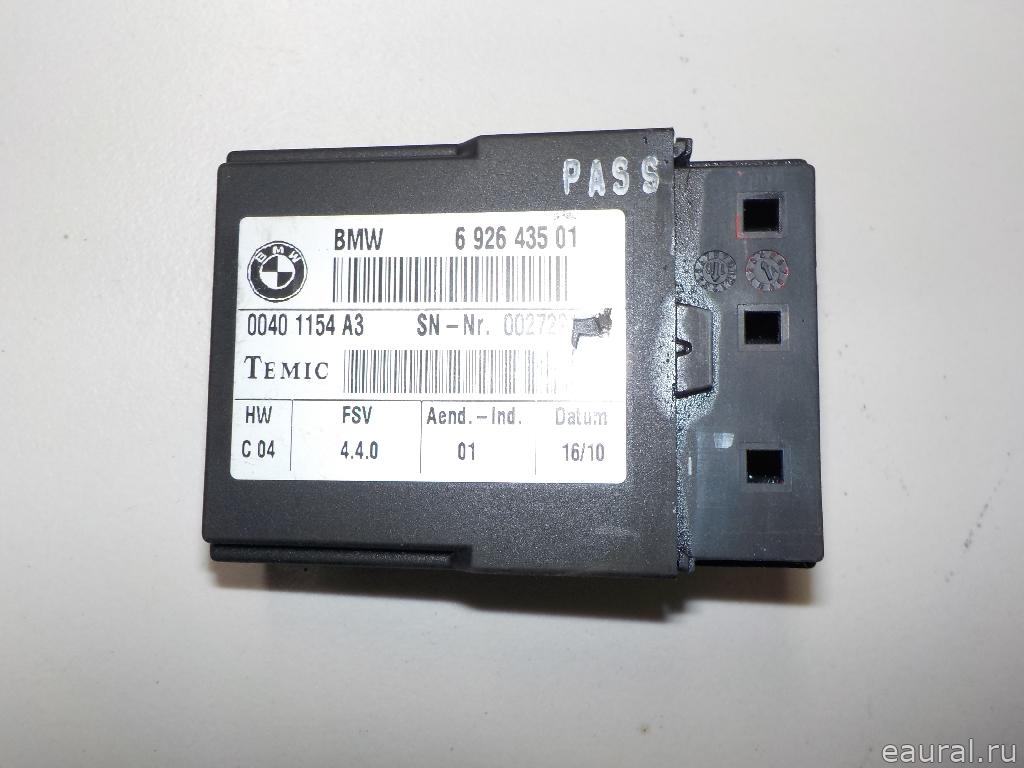 PASS
BMW 6 926 435 01
BMW
0040 1154 A3 SN-Nr. 00272
TEMIC
HW FSV Aend.-Ind. Datum
C 04 4.4.0 01 16/10
eaural.ru